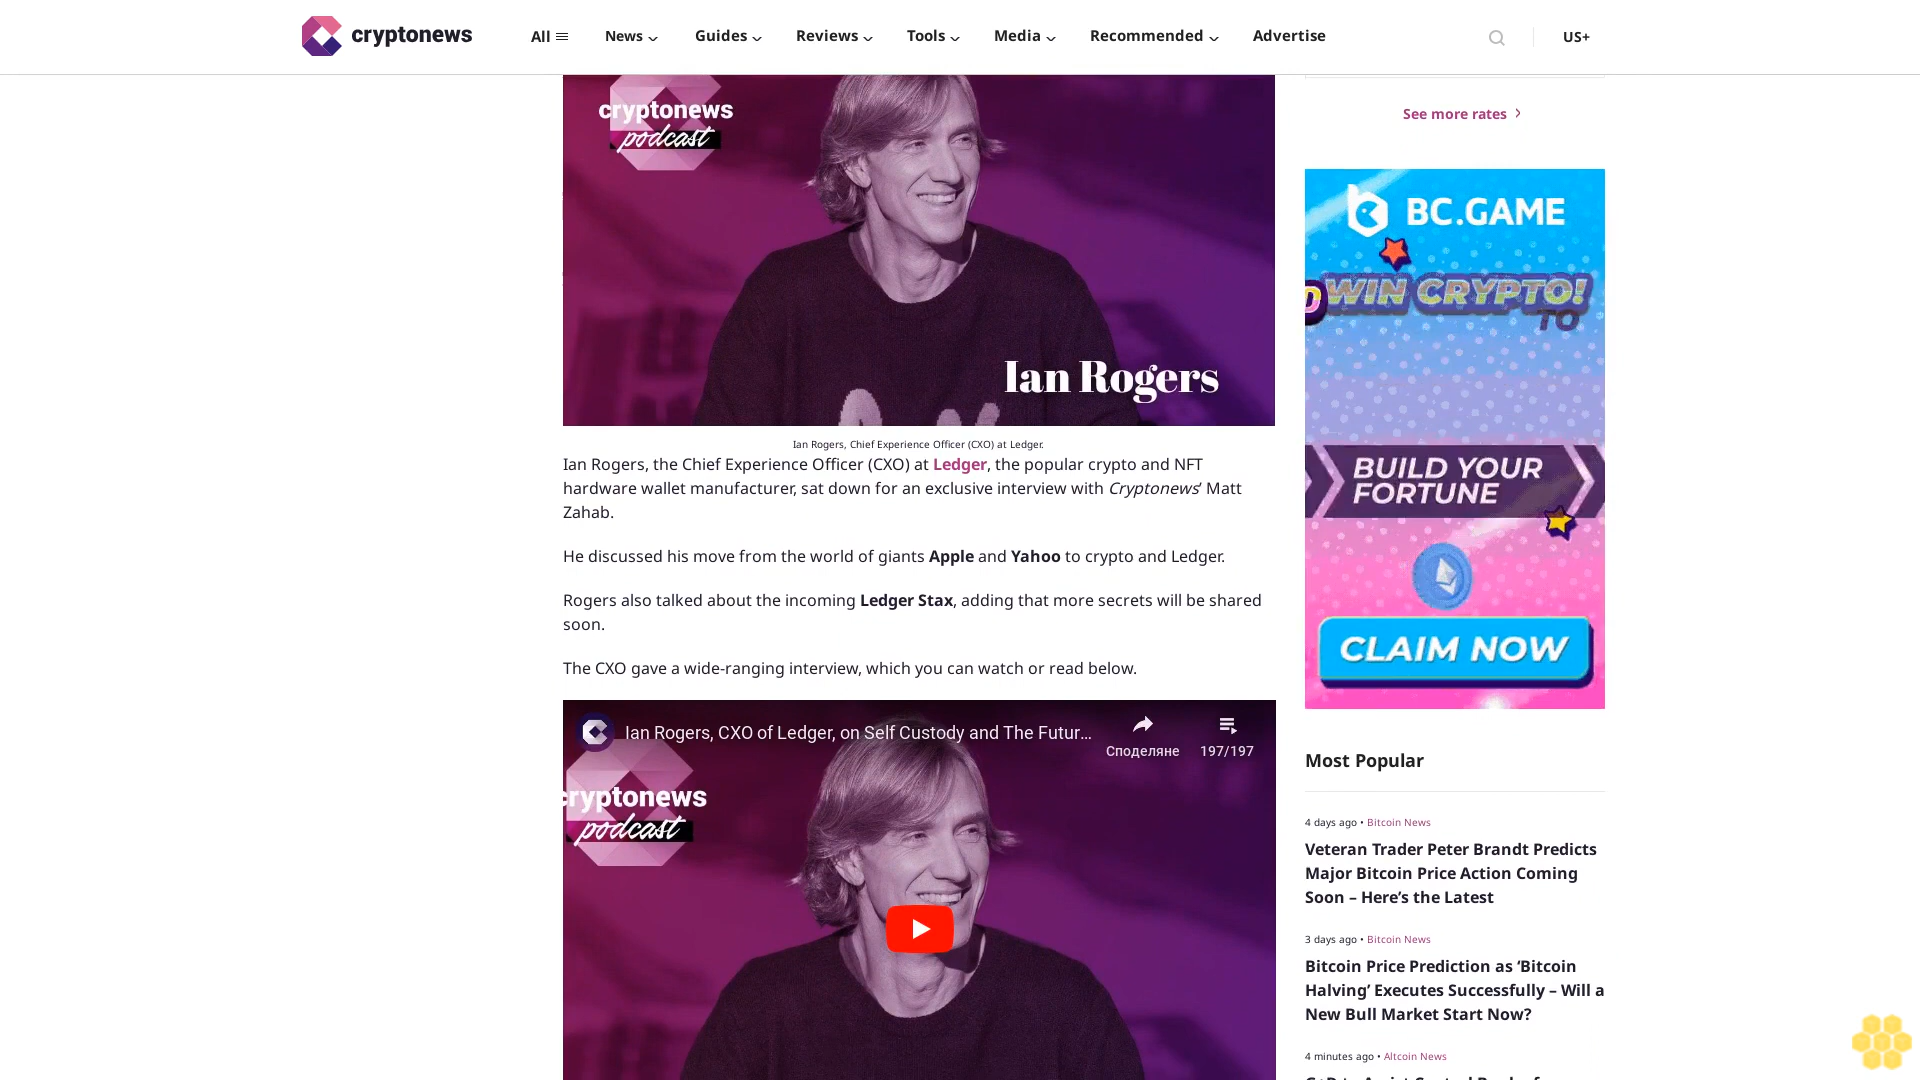 cryptonews
All
News
Guides
Reviews
Tools
Media
Recommended
Advertise
US+
cryptonews
podcast
Ian Rogers
Ian Rogers, Chief Experience Officer (CXO) at Ledger.
Ian Rogers, the Chief Experience Officer (CXO) at Ledger, the popular crypto and NFT
hardware wallet manufacturer, sat down for an exclusive interview with Cryptonews’ Matt
Zahab.
He discussed his move from the world of giants Apple and Yahoo to crypto and Ledger.
Rogers also talked about the incoming Ledger Stax, adding that more secrets will be shared
soon.
The CXO gave a wide-ranging interview, which you can watch or read below.
Ian Rogers, CXO of Ledger, on Self Custody and The Futur...
Споделяне
197/197
cryptonews
podcast
See more rates
BC.GAME
WIN CRYPTO!
TO
BUILD YOUR
FORTUNE
CLAIM NOW
Most Popular
4 days ago • Bitcoin News
Veteran Trader Peter Brandt Predicts
Major Bitcoin Price Action Coming
Soon – Here’s the Latest
3 days ago • Bitcoin News
Bitcoin Price Prediction as ‘Bitcoin
Halving’ Executes Successfully – Will a
New Bull Market Start Now?
4 minutes ago • Altcoin News